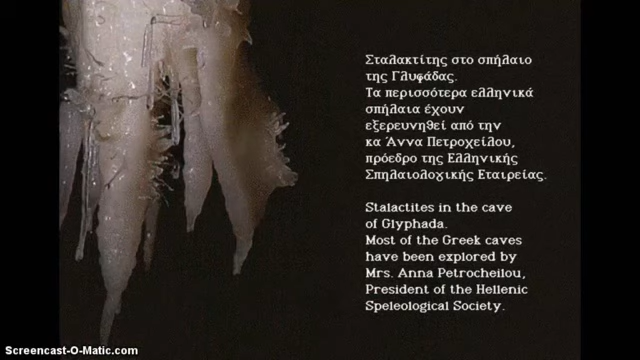 Σταλακτίτης στο σπήλαιο
της Γλυφάδας.
Τα περισσότερα ελληνικά
σπήλαια έχουν
εξερευνηθεί από την
κα Άννα Πετροχείλου,
πρόεδρο της Ελληνικής
Σπηλαιολογικής Εταιρείας.
Stalactites in the cave
of Glyphada.
Most of the Greek caves
have been explored by
Mrs. Anna Petrocheilou,
President of the Hellenic
Speleological Society.
Screencast-O-Matic.com